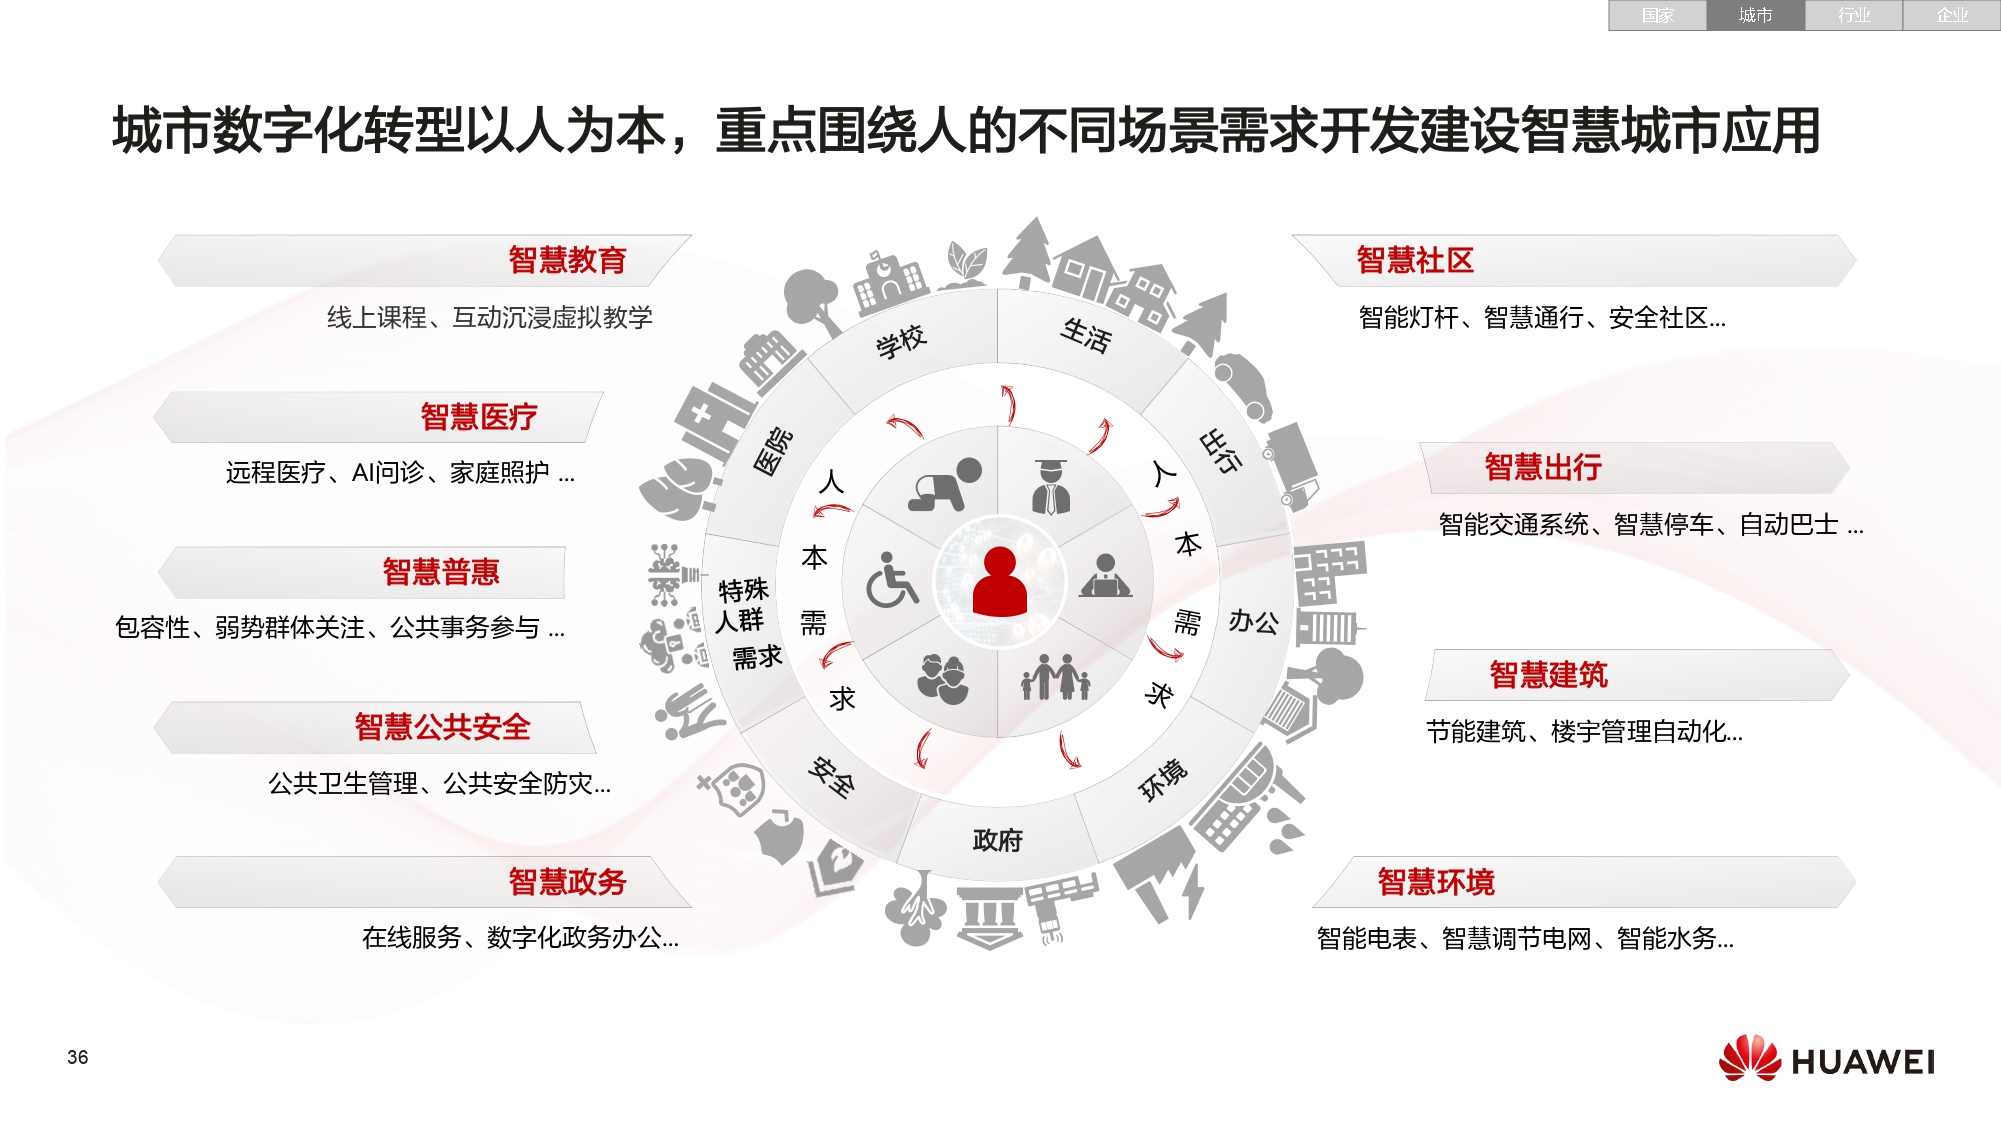 国家
城市
行业
企业
城市数字化转型以人为本，重点围绕人的不同场景需求开发建设智慧城市应用
智慧教育
线上课程、互动沉浸虚拟教学
智慧医疗
远程医疗、AI问诊、家庭照护 ...
智慧普惠
包容性、弱势群体关注、公共事务参与 ...
智慧公共安全
公共卫生管理、公共安全防灾...
智慧政务
在线服务、数字化政务办公...
学校
生活
医院
出行
特殊
人群
需求
办公
安全
环境
政府
人
本
需
求
人
本
需
求
智慧社区
智能灯杆、智慧通行、安全社区...
智慧出行
智能交通系统、智慧停车、自动巴士 ...
智慧建筑
节能建筑、楼宇管理自动化...
智慧环境
智能电表、智慧调节电网、智能水务...
36
HUAWEI